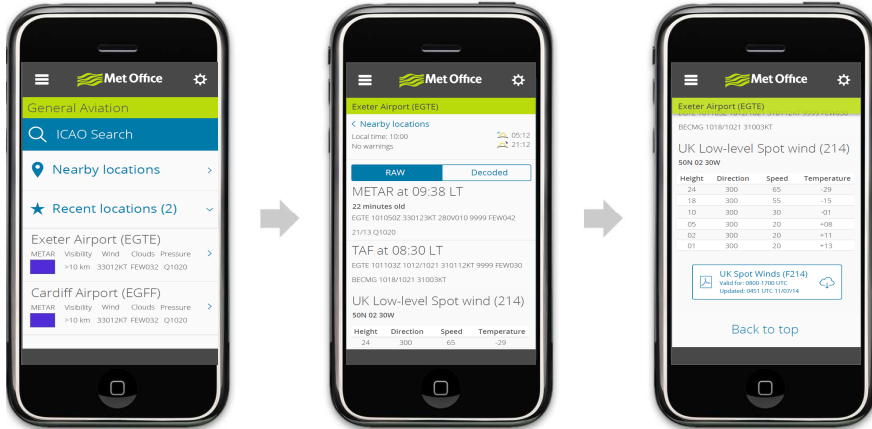 Met Office
General Aviation
ICAO Search
Nearby locations
Recent locations (2)
Exeter Airport (EGTE)
METAR Visibility Wind Clouds Pressure
>10 km 33012KT FEW032 Q1020
Cardiff Airport (EGFF)
METAR Visibility Wind Clouds Pressure
>10 km 33012KT FEW032 Q1020
Met Office
Exeter Airport (EGTE)
< Nearby locations
Local time: 10:00 05:12
No warnings 21:12
RAW Decoded
METAR at 09:38 LT
22 minutes old
EGTE 101050Z 330123KT 280V010 9999 FEW042
21/13 Q1020
TAF at 08:30 LT
EGTE 101103Z 1012/1021 310112KT 9999 FEW030
BECMG 1018/1021 31003KT
UK Low-level Spot wind (214)
50N 02 30W
Height Direction Speed Temperature
24 300 65 -29
Met Office
Exeter Airport (EGTE)
BECMG 1018/1021 31003KT
UK Low-level Spot wind (214)
50N 02 30W
Height Direction Speed Temperature
24 300 65 -29
18 300 55 -15
10 300 30 -01
05 300 20 +08
02 300 20 +11
01 300 20 +13
UK Spot Winds (F214)
Valid for: 0800-1700 UTC
Updated: 0451 UTC 11/07/14
Back to top